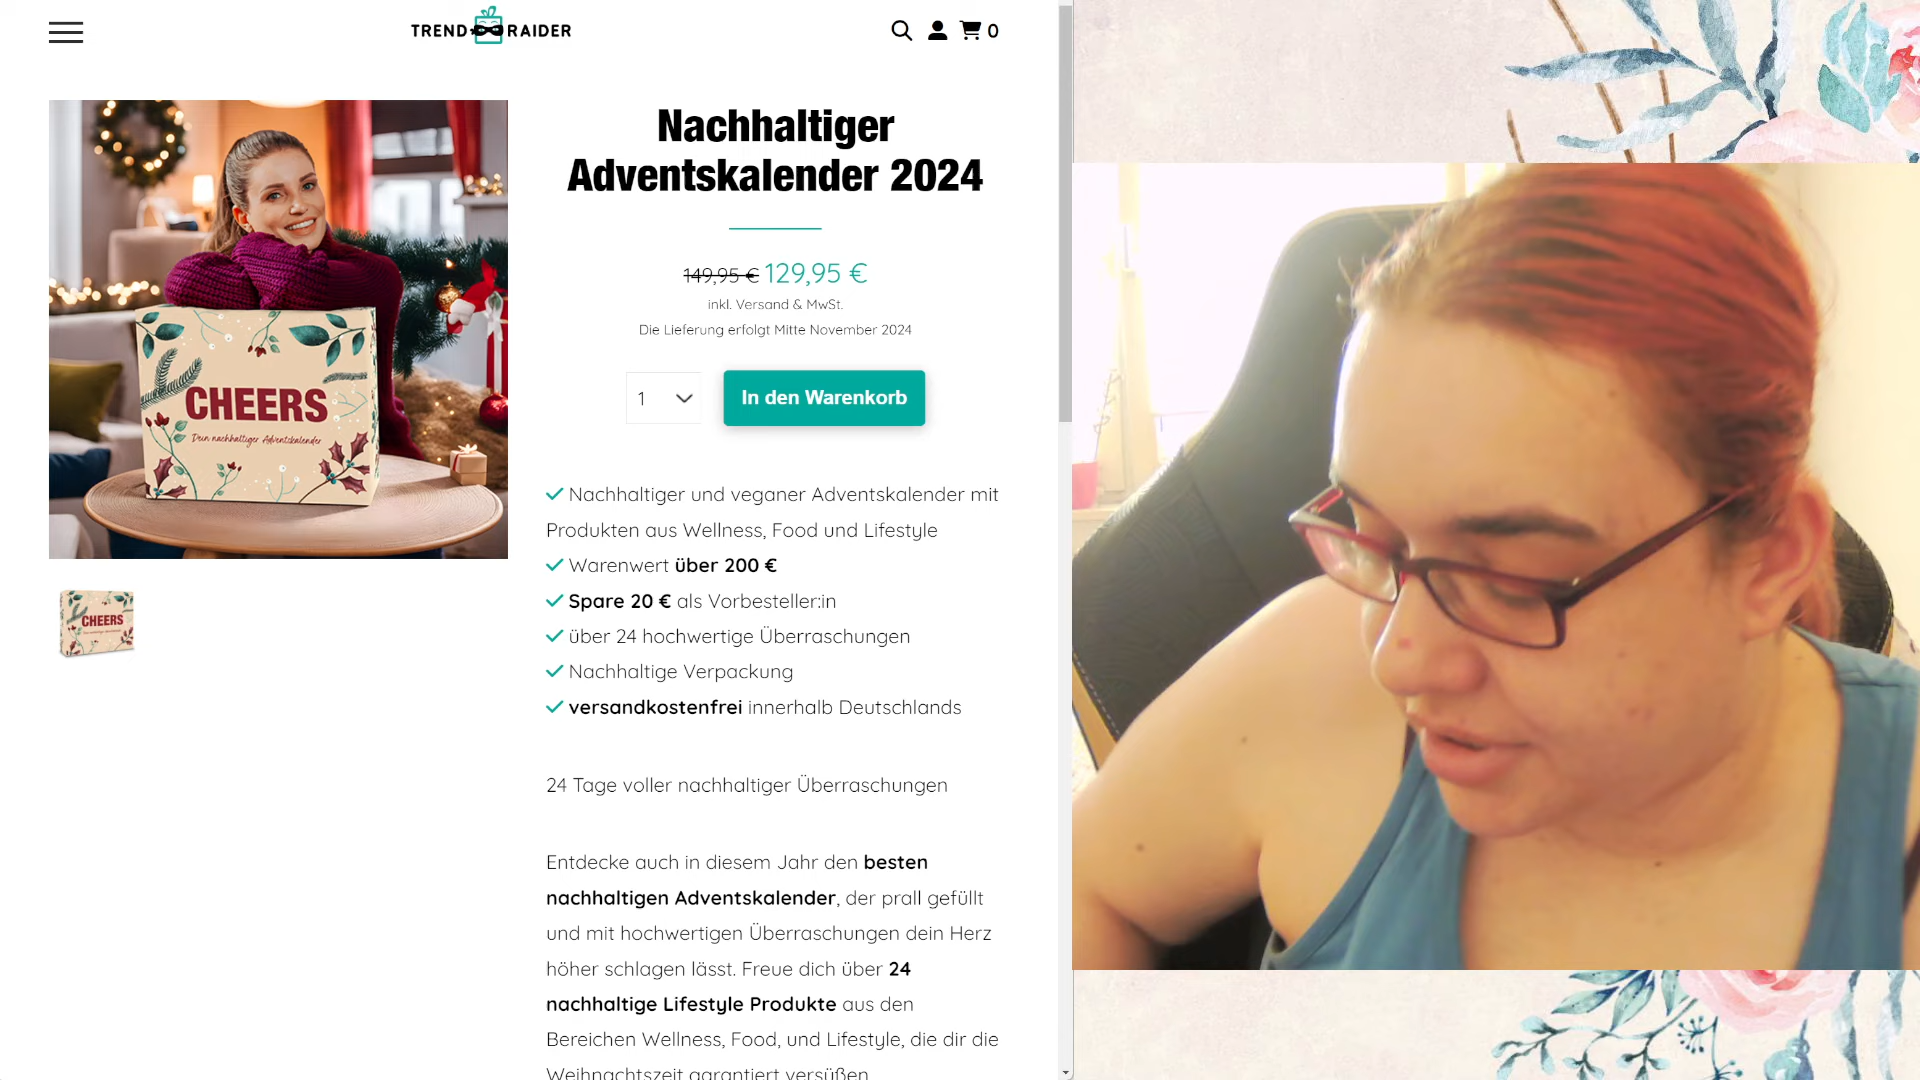 TREND RAIDER
0
CHEERS
Dein nachhaltiger Adventskalender
CHEERS
Nachhaltiger
Adventskalender 2024
149,95 € 129,95 €
inkl. Versand & MwSt.
Die Lieferung erfolgt Mitte November 2024
1
In den Warenkorb
Nachhaltiger und veganer Adventskalender mit
Produkten aus Wellness, Food und Lifestyle
Warenwert über 200 €
Spare 20 € als Vorbesteller:in
über 24 hochwertige Überraschungen
Nachhaltige Verpackung
versandkostenfrei innerhalb Deutschlands
24 Tage voller nachhaltiger Überraschungen
Entdecke auch in diesem Jahr den besten
nachhaltigen Adventskalender, der prall gefüllt
und mit hochwertigen Überraschungen dein Herz
höher schlagen lässt. Freue dich über 24
nachhaltige Lifestyle Produkte aus den
Bereichen Wellness, Food, und Lifestyle, die dir die
Weihnachtszeit garantiert versüßen